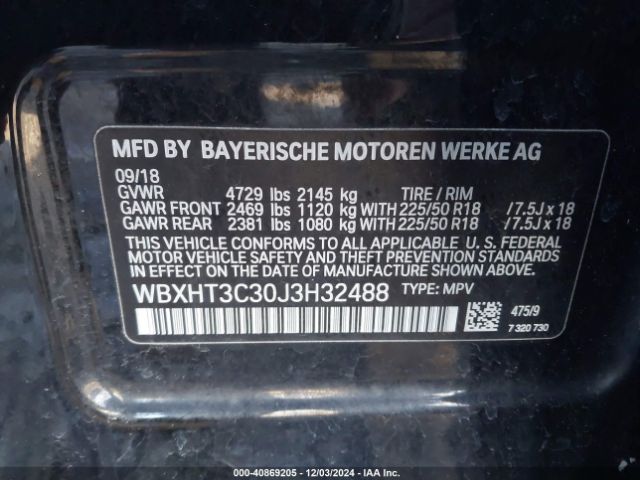 MFD BY BAYERISCHE MOTOREN WERKE AG
09/18
GVWR 4729 lbs 2145 kg TIRE / RIM
GAWR FRONT 2469 lbs 1120 kg WITH 225/50 R18 /7.5J x 18
GAWR REAR 2381 lbs 1080 kg WITH 225/50 R18 /7.5J x 18
THIS VEHICLE CONFORMS TO ALL APPLICABLE U. S. FEDERAL
MOTOR VEHICLE SAFETY AND THEFT PREVENTION STANDARDS
IN EFFECT ON THE DATE OF MANUFACTURE SHOWN ABOVE.
WBXHT3C30J3H32488 TYPE: MPV
475/9
7 320 730
000-40869205 - 12/03/2024 - IAA Inc.